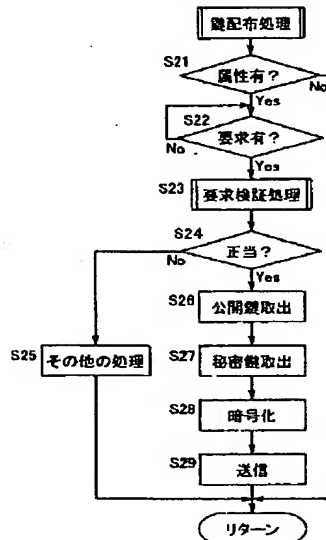 鍵配布処理
S21
属性有？
No
Yes
S22
要求有？
No
Yes
S23
要求検証処理
S24
正当？
No
Yes
S26
公開鍵取出
S25
その他の処理
S27
秘密鍵取出
S28
暗号化
S29
送信
リターン